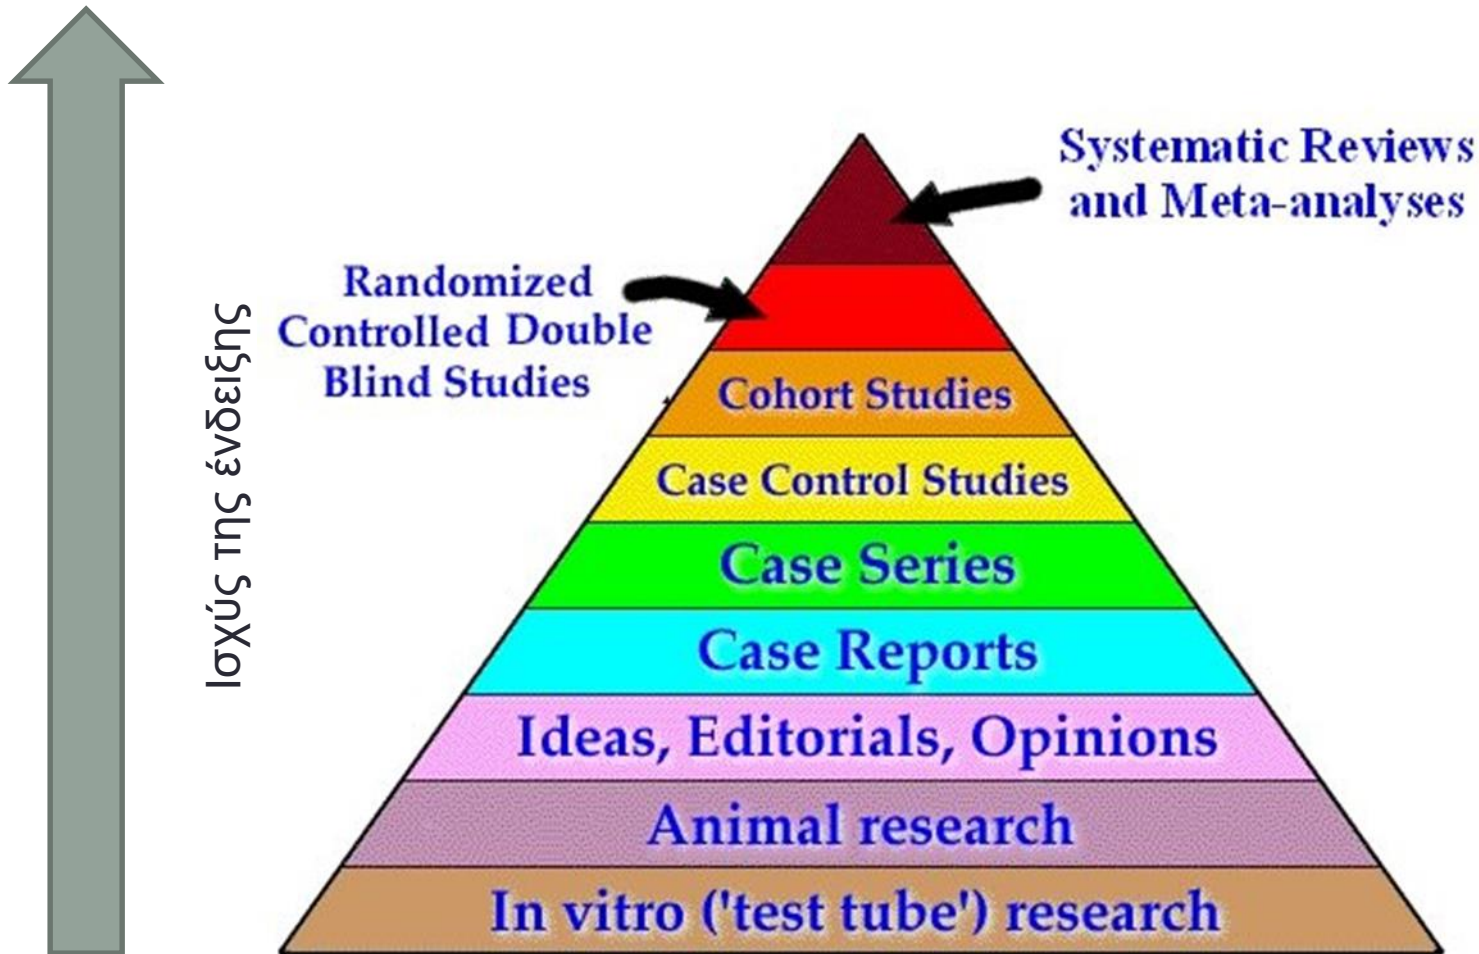 Systematic Reviews
and Meta-analyses
Randomized
Controlled Double
Blind Studies
Ισχύς της ένδειξης
Cohort Studies
Case Control Studies
Case Series
Case Reports
Ideas, Editorials, Opinions
Animal research
In vitro ('test tube') research